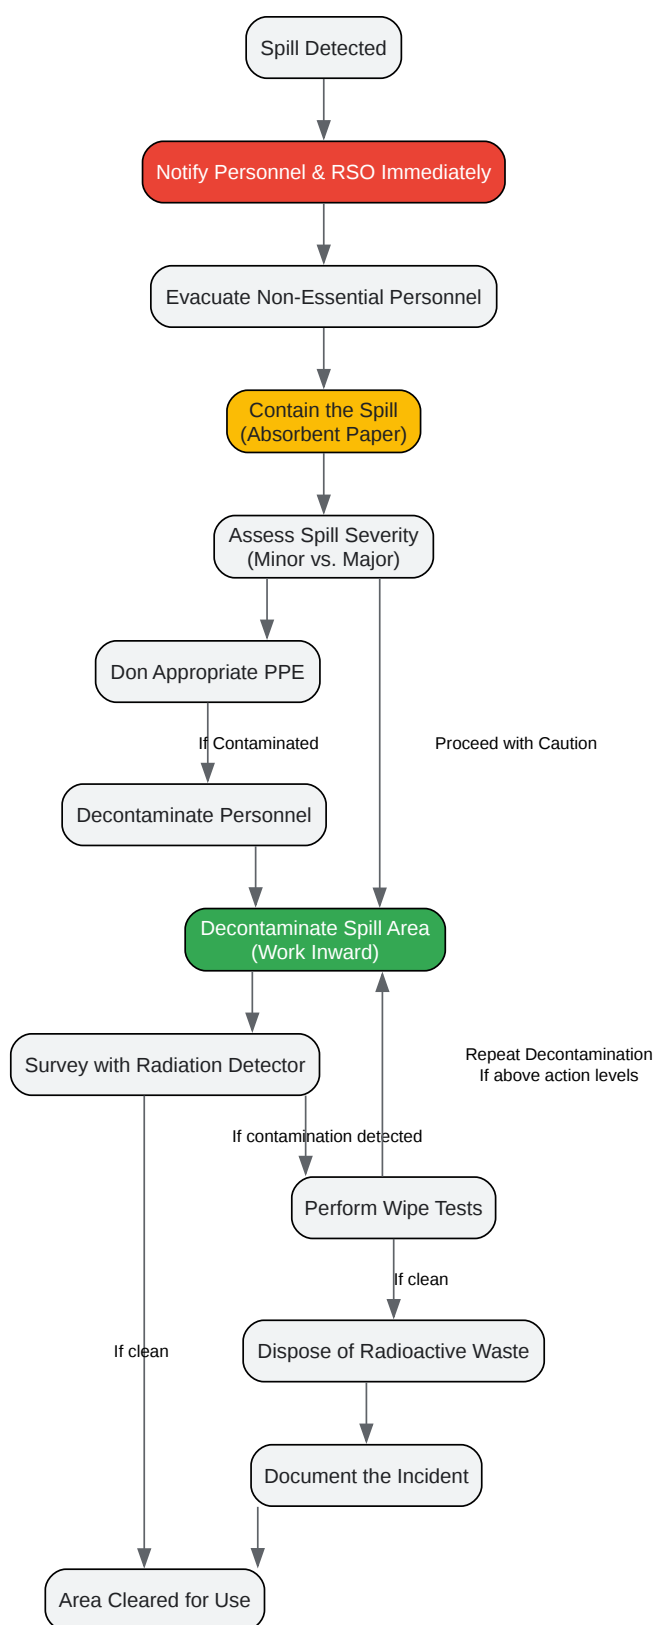 Spill Detected
Notify Personnel & RSO Immediately
Evacuate Non-Essential Personnel
Contain the Spill
(Absorbent Paper)
Assess Spill Severity
(Minor vs. Major)
Don Appropriate PPE
If Contaminated
Proceed with Caution
Decontaminate Personnel
Decontaminate Spill Area
(Work Inward)
Survey with Radiation Detector
Repeat Decontamination
If above action levels
If contamination detected
Perform Wipe Tests
If clean
Dispose of Radioactive Waste
If clean
Document the Incident
Area Cleared for Use